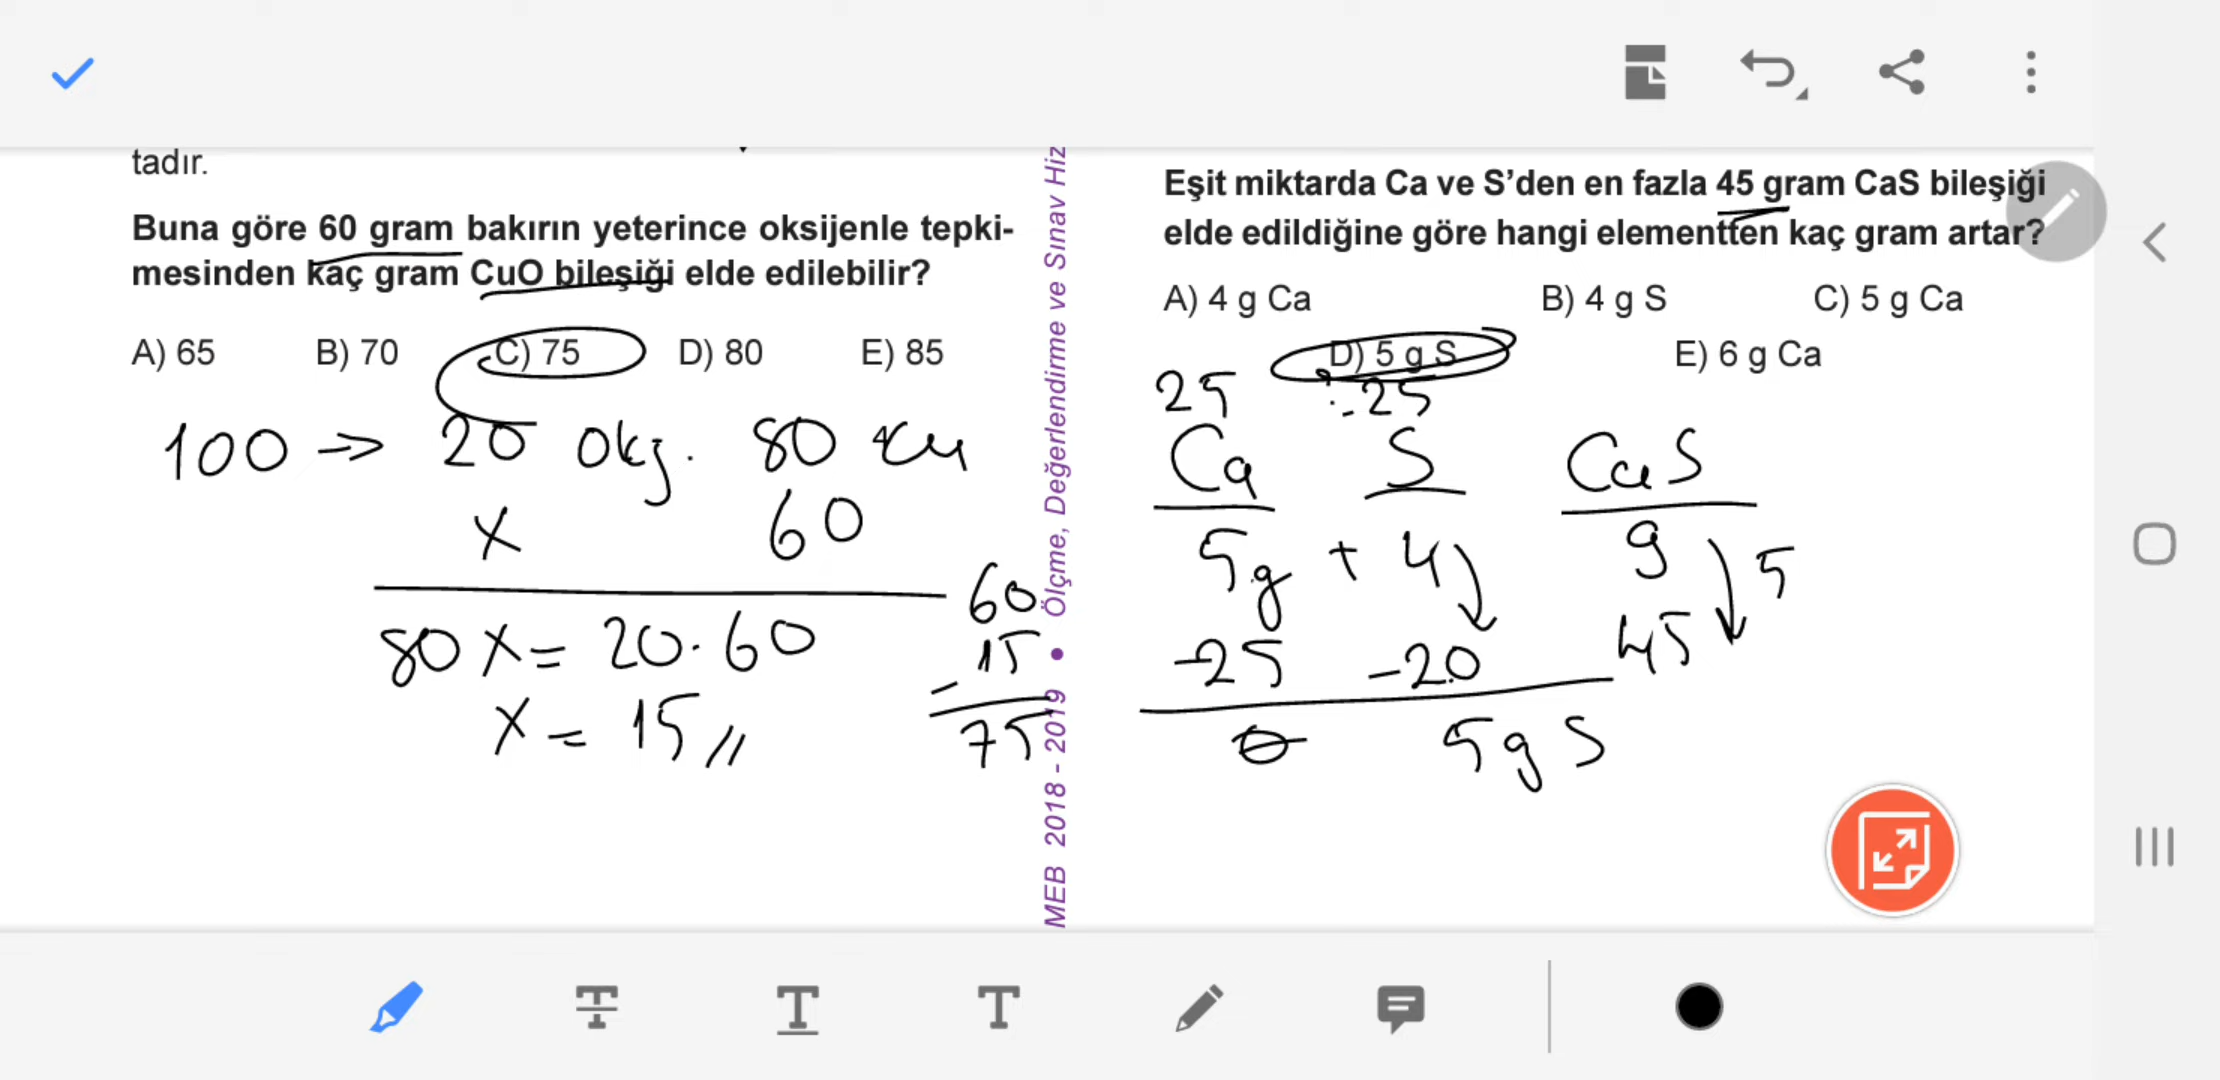 tadır.
Buna göre 60 gram bakırın yeterince oksijenle tepki-
mesinden kaç gram CuO bileşiği elde edilebilir?
A) 65 B) 70 C) 75 D) 80 E) 85
100 → 20 okj. 80 Cu
x 60
80 x = 20.60
x = 15 //
60
- 15
75
MEB 2018 - 2019 • Ölçme, Değerlendirme ve Sınav Hiz
Eşit miktarda Ca ve S’den en fazla 45 gram CaS bileşiği
elde edildiğine göre hangi elementten kaç gram artar?
A) 4 g Ca B) 4 g S C) 5 g Ca
D) 5 g S E) 6 g Ca
25 25
Ca S CaS
5g + 4 9 5
-25 -20 45
0 5 g S